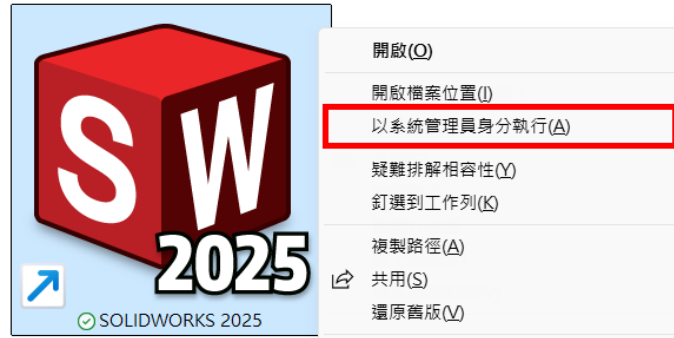 SW
2025
SOLIDWORKS 2025
開啟(O)
開啟檔案位置(I)
以系統管理員身分執行(A)
疑難排解相容性(Y)
釘選到工作列(K)
複製路徑(A)
共用(S)
還原舊版(V)